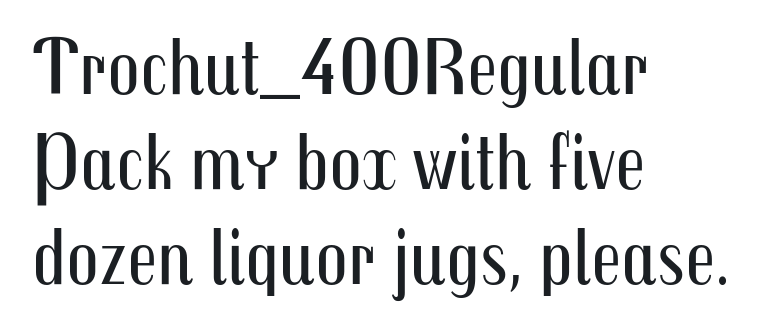 Trochut_400Regular
Pack my box with five
dozen liquor jugs, please.